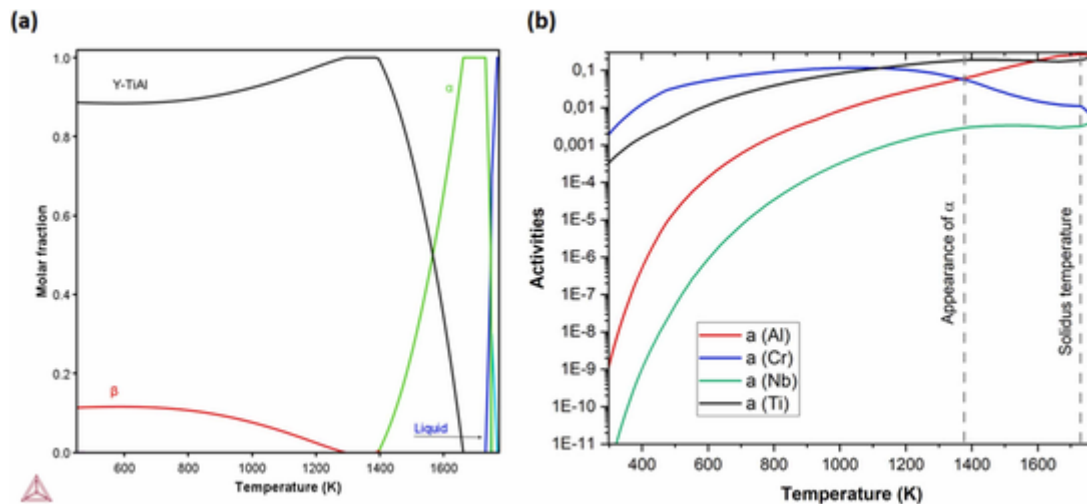 (a)
1.0
0.8
0.6
0.4
0.2
0.0
Molar fraction
Y-TiAl
α
β
Liquid
600 800 1000 1200 1400 1600
Temperature (K)
(b)
0,1
0,01
0,001
1E-4
1E-5
1E-6
1E-7
1E-8
1E-9
1E-10
1E-11
Activities
a (Al)
a (Cr)
a (Nb)
a (Ti)
Appearance of α
Solidus temperature
400 600 800 1000 1200 1400 1600
Temperature (K)